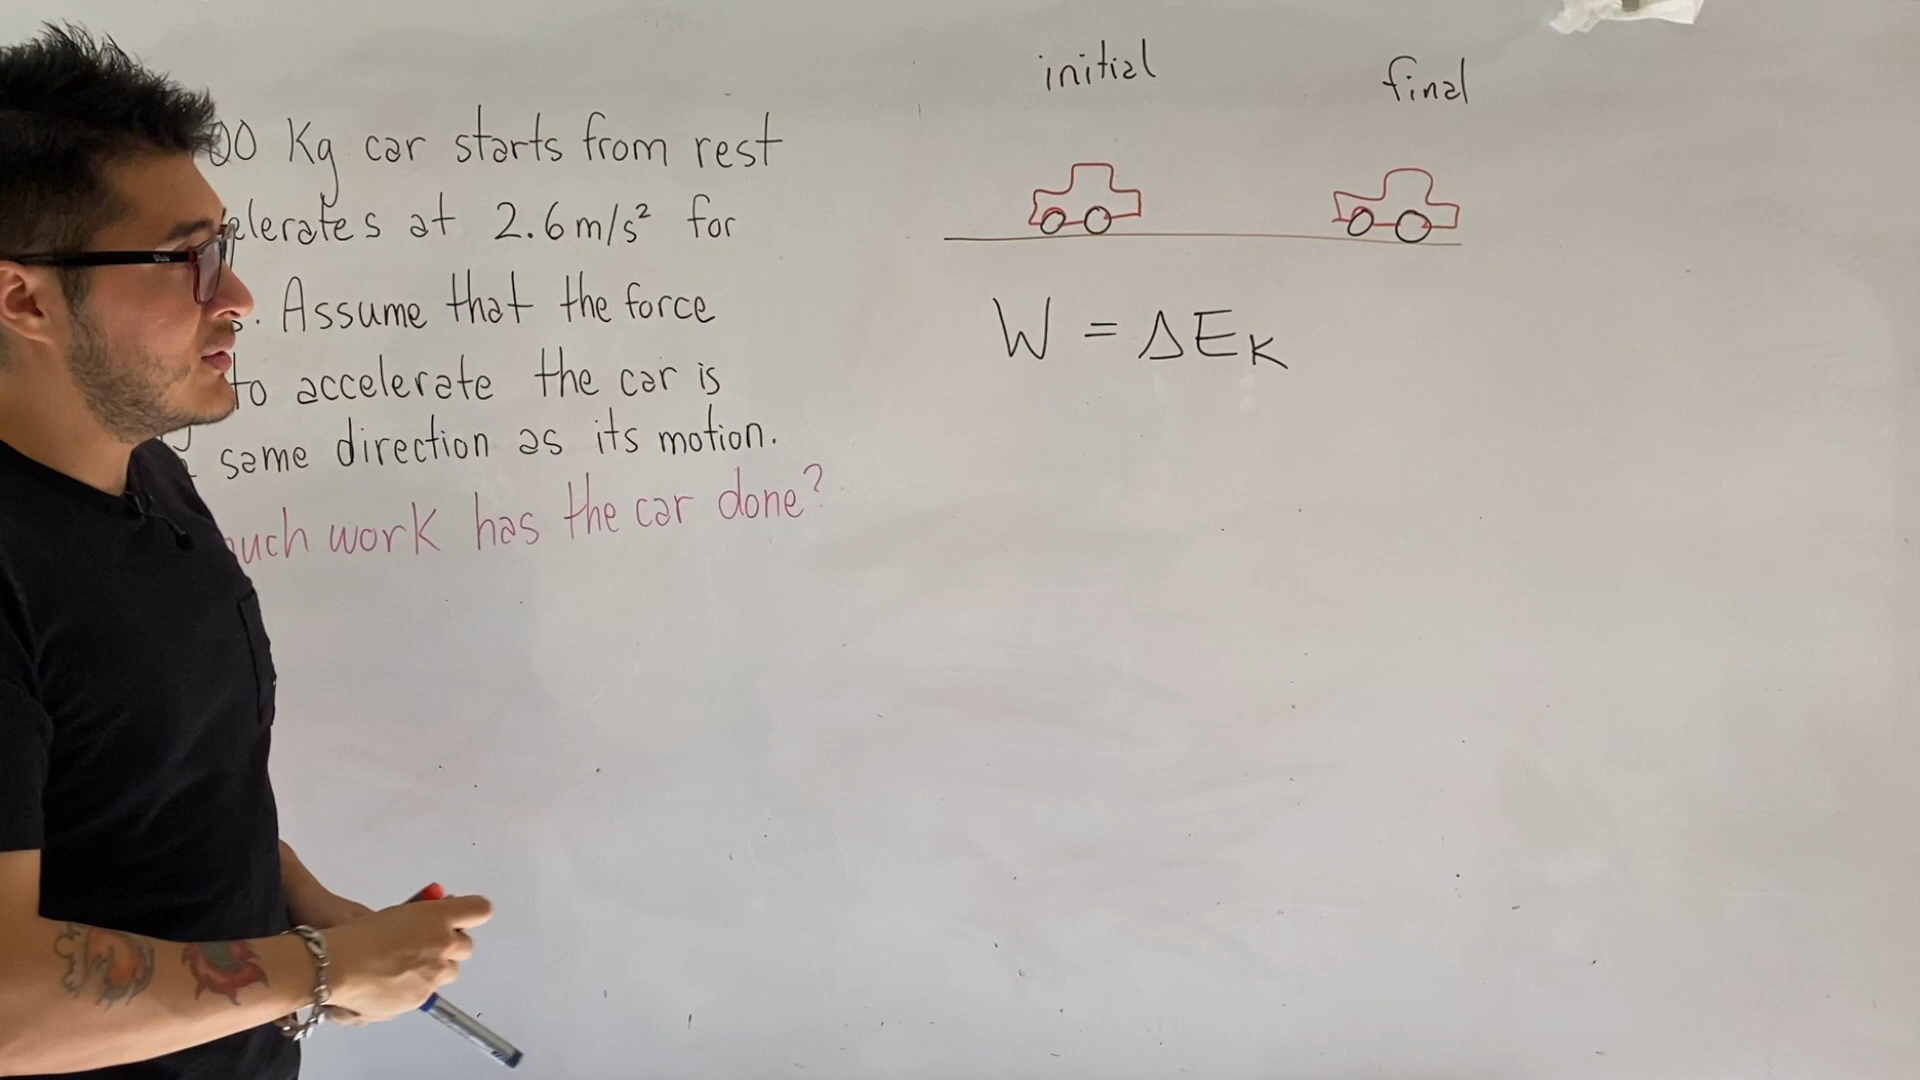 00 Kg car starts from rest
elerates at 2.6 m/s² for
. Assume that the force
to accelerate the car is
same direction as its motion.
uch work has the car done?
initial final
W = ΔEK